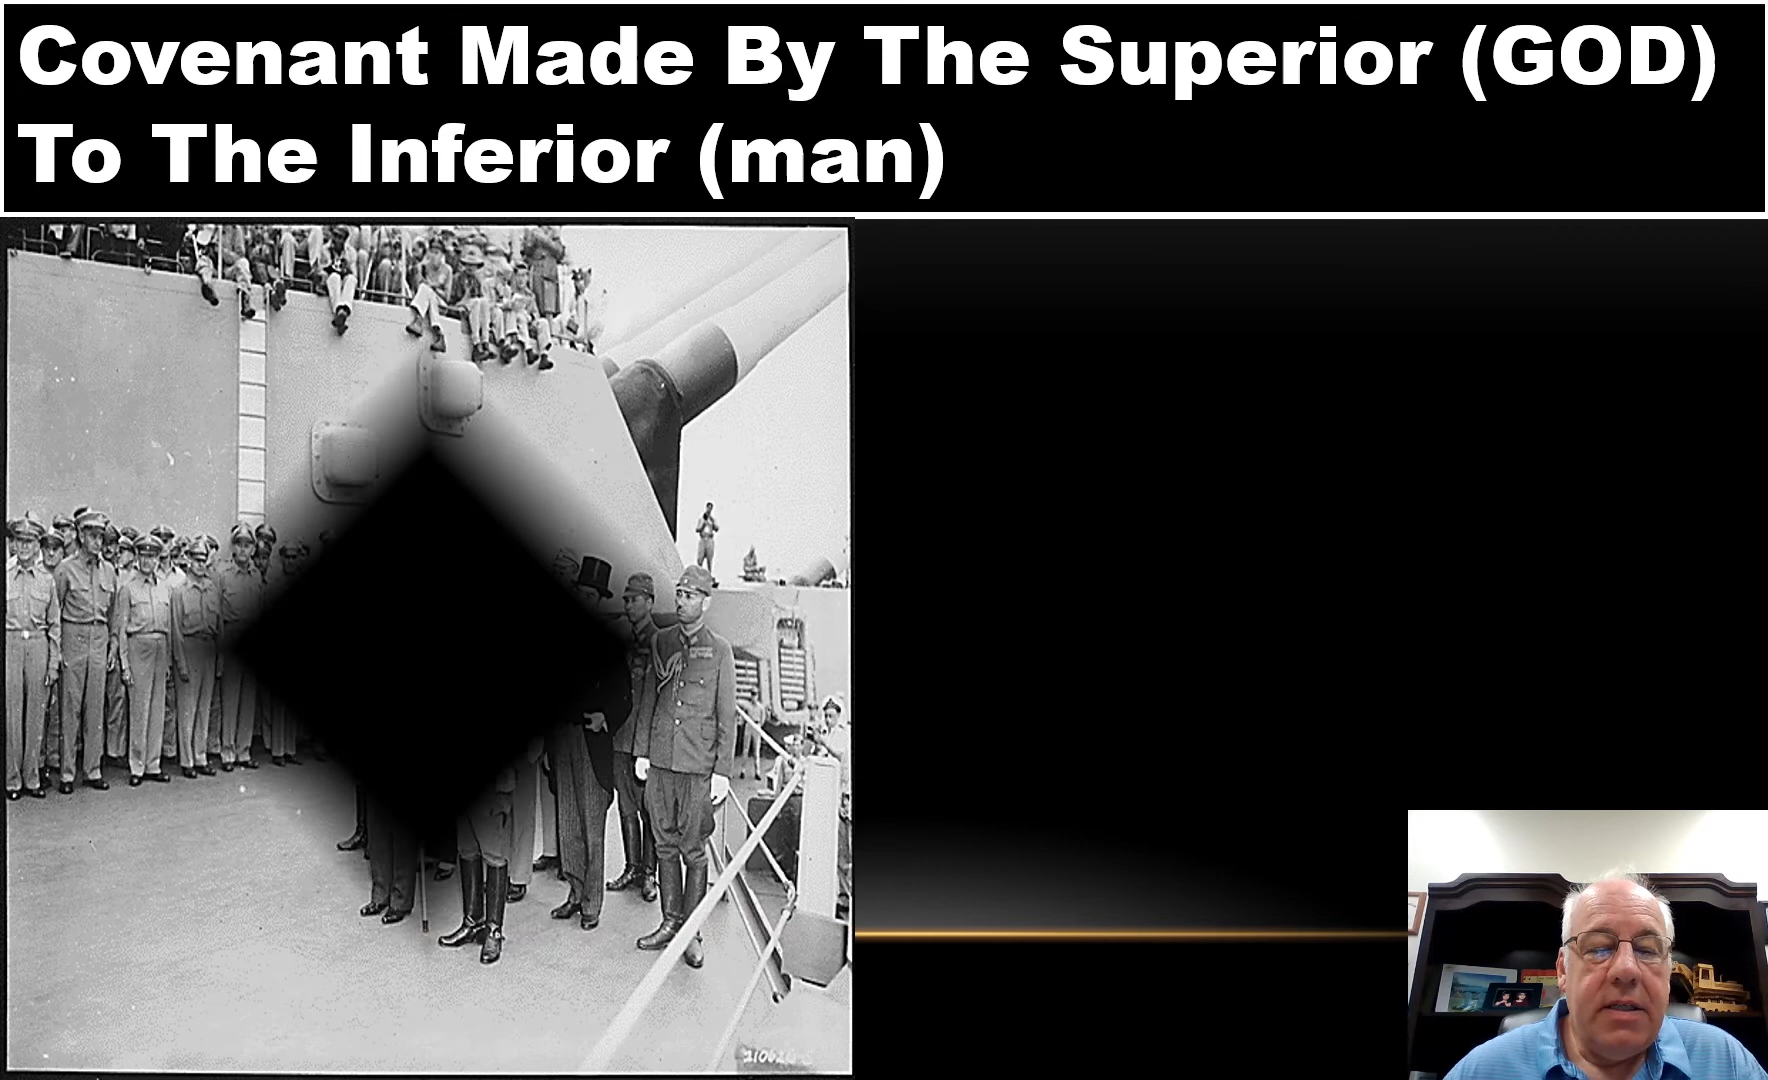 Covenant Made By The Superior (GOD)
To The Inferior (man)